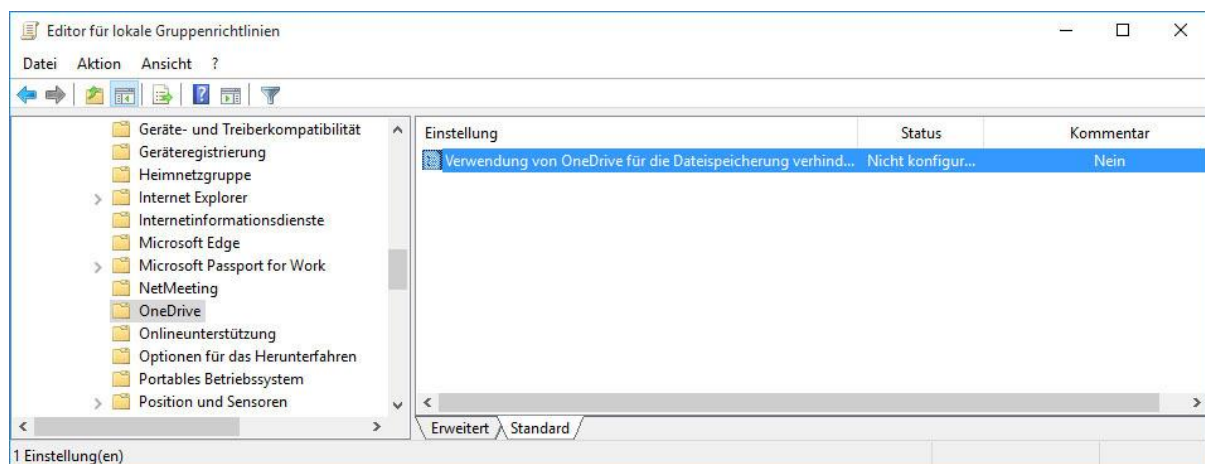 Editor für lokale Gruppenrichtlinien
Datei Aktion Ansicht ?
Geräte- und Treiberkompatibilität
Geräteregistrierung
Heimnetzgruppe
Internet Explorer
Internetinformationsdienste
Microsoft Edge
Microsoft Passport for Work
NetMeeting
OneDrive
Onlineunterstützung
Optionen für das Herunterfahren
Portables Betriebssystem
Position und Sensoren
Einstellung Status Kommentar
Verwendung von OneDrive für die Dateispeicherung verhind... Nicht konfigur... Nein
Erweitert Standard
1 Einstellung(en)